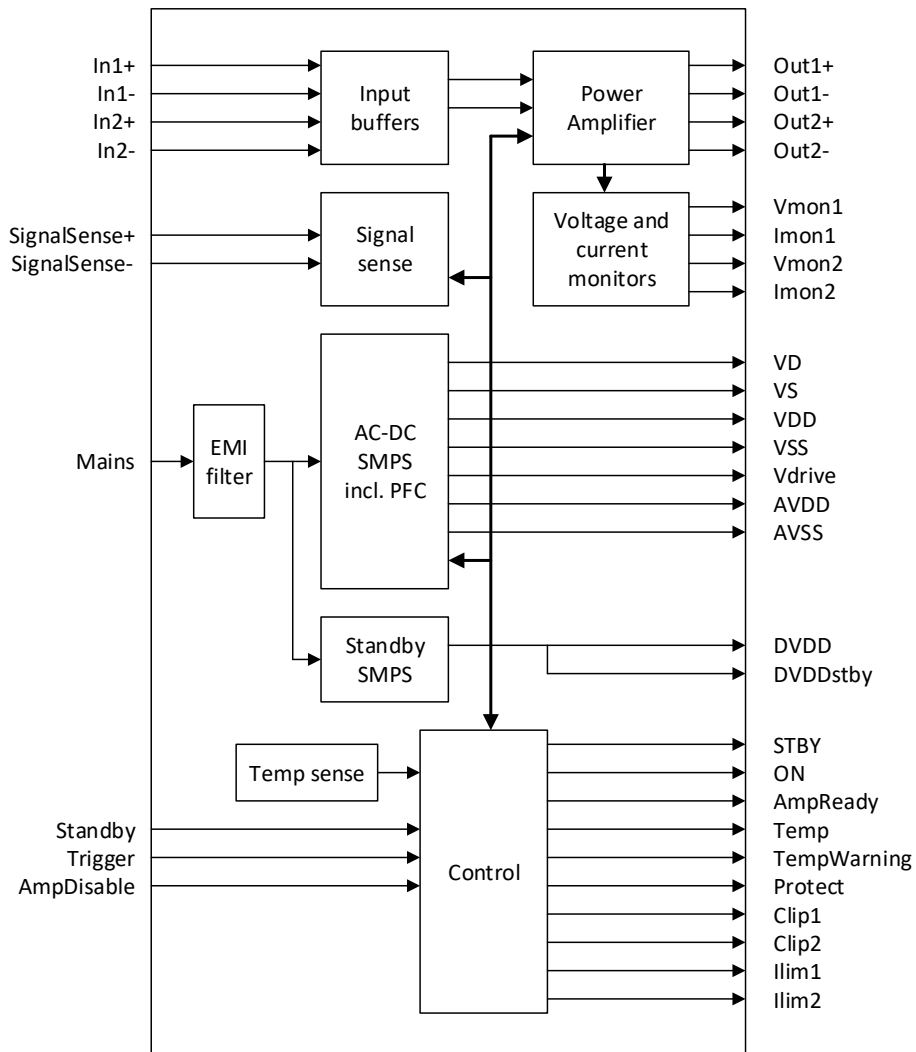 In1+
In1-
In2+
In2-
Input
buffers
Power
Amplifier
Out1+
Out1-
Out2+
Out2-
SignalSense+
SignalSense-
Signal
sense
Voltage and
current
monitors
Vmon1
Imon1
Vmon2
Imon2
Mains
EMI
filter
AC-DC
SMPS
incl. PFC
VD
VS
VDD
VSS
Vdrive
AVDD
AVSS
Standby
SMPS
DVDD
DVDDstby
Temp sense
Standby
Trigger
AmpDisable
Control
STBY
ON
AmpReady
Temp
TempWarning
Protect
Clip1
Clip2
Ilim1
Ilim2